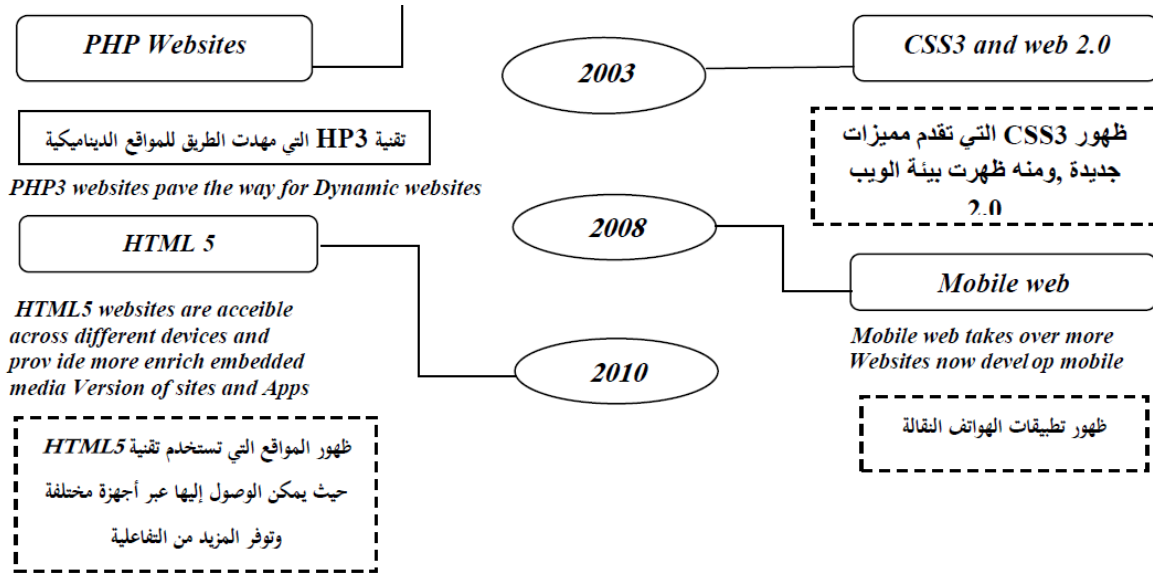 PHP Websites
تقنية HP3 التي مهدت الطريق للمواقع الديناميكية
PHP3 websites pave the way for Dynamic websites
2003
CSS3 and web 2.0
ظهور CSS3 التي تقدم مميزات
جديدة ,ومنه ظهرت بيئة الويب
2.0
2008
Mobile web
Mobile web takes over more
Websites now devel op mobile
ظهور تطبيقات الهواتف النقالة
HTML 5
HTML5 websites are acceible
across different devices and
prov ide more enrich embedded
media Version of sites and Apps
2010
ظهور المواقع التي تستخدم تقنية HTML5
حيث يمكن الوصول إليها عبر أجهزة مختلفة
وتوفر المزيد من التفاعلية